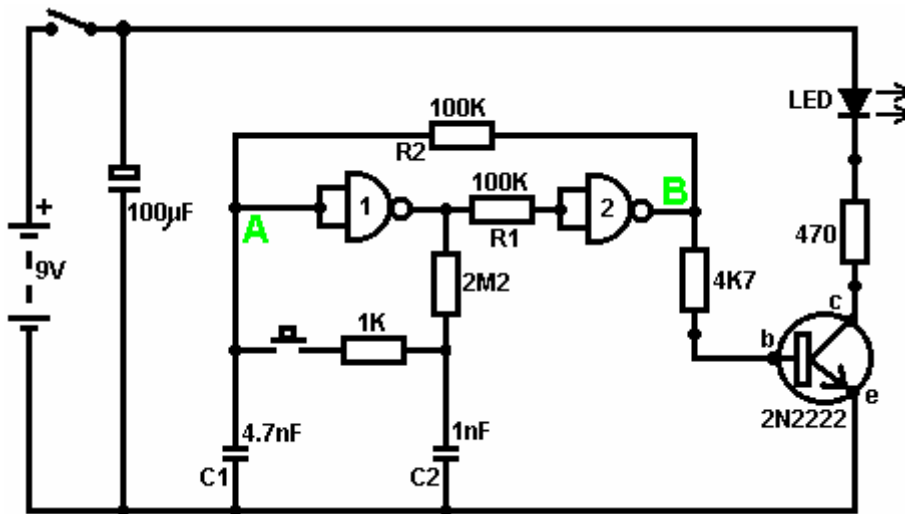 LED
100K
R2
100K
R1
1
2
A
B
+
9V
100µF
2M2
4K7
470
1K
c
b
e
2N2222
4.7nF
C1
1nF
C2